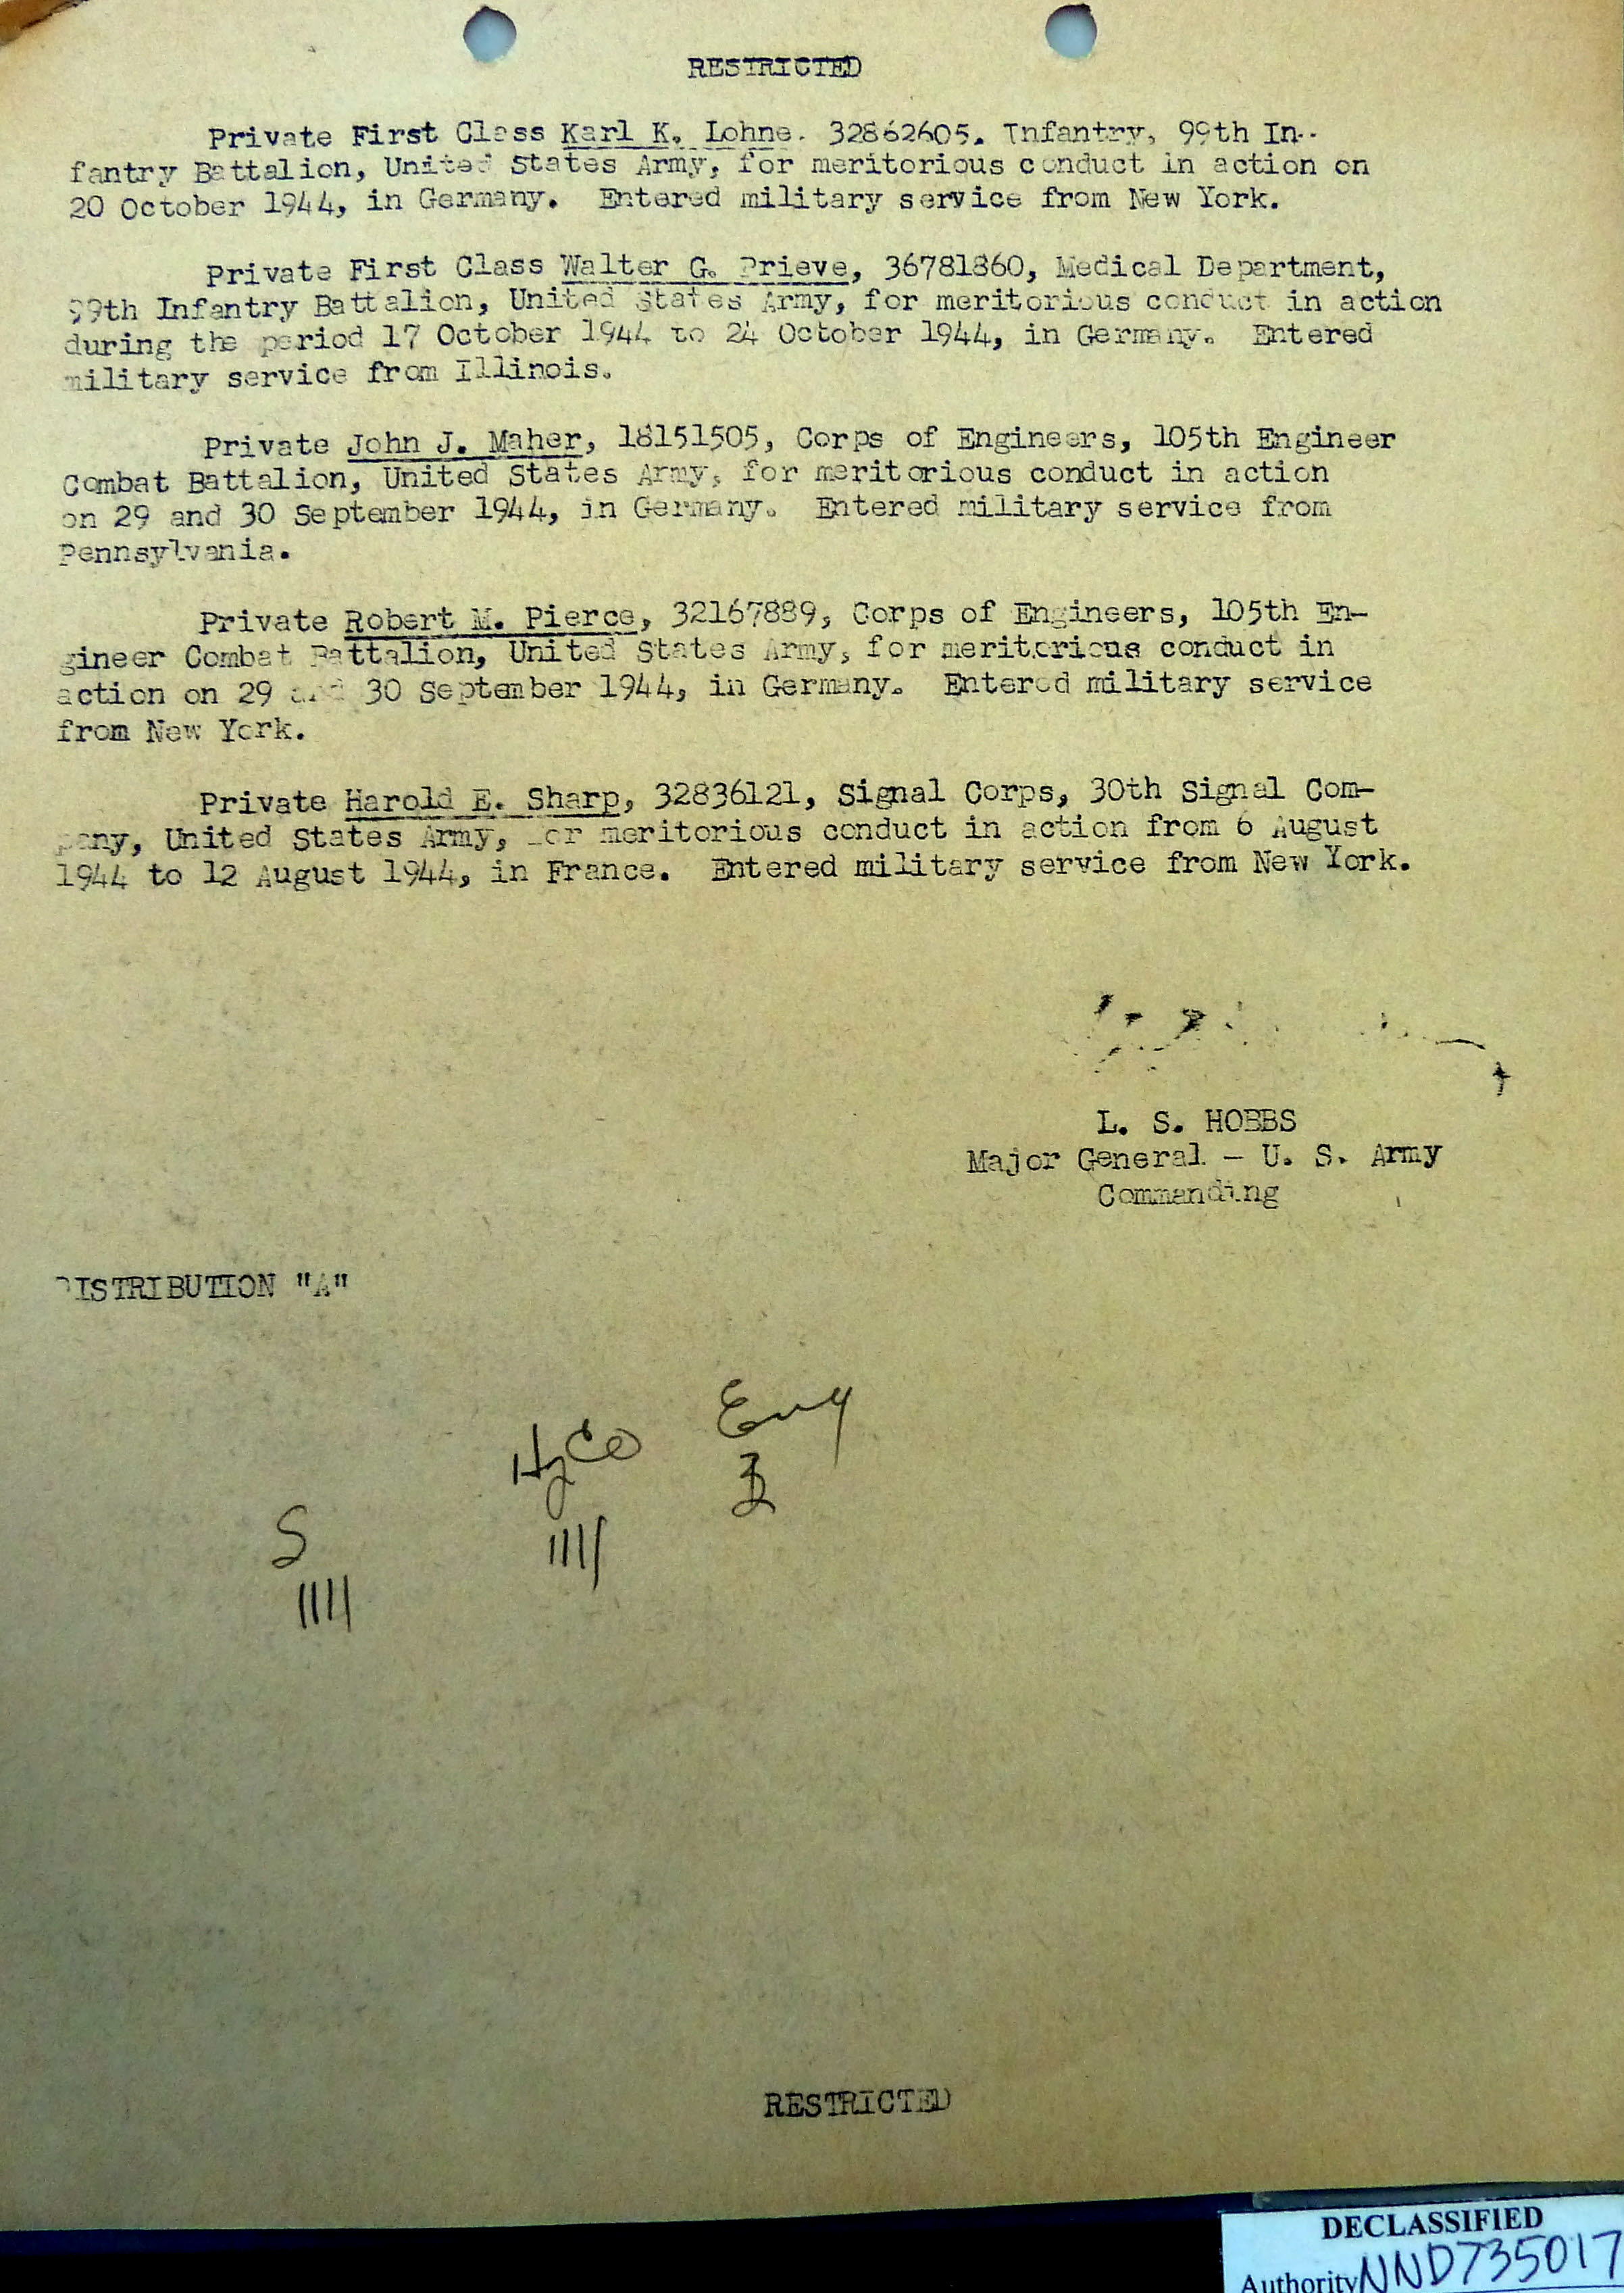 RESTRICTED
Private First Class Karl K. Lohne. 32862605. Infantry, 99th In-
fantry Battalion, United States Army, for meritorious conduct in action on
20 October 1944, in Germany. Entered military service from New York.
Private First Class Walter G. Prieve, 36781860, Medical Department,
99th Infantry Battalion, United States Army, for meritorious conduct in action
during the period 17 October 1944 to 24 October 1944, in Germany. Entered
military service from Illinois.
Private John J. Maher, 18151505, Corps of Engineers, 105th Engineer
Combat Battalion, United States Army, for meritorious conduct in action
on 29 and 30 September 1944, in Germany. Entered military service from
Pennsylvania.
Private Robert M. Pierce, 32167889, Corps of Engineers, 105th En-
gineer Combat Battalion, United States Army, for meritorious conduct in
action on 29 and 30 September 1944, in Germany. Entered military service
from New York.
Private Harold E. Sharp, 32836121, Signal Corps, 30th Signal Com-
pany, United States Army, for meritorious conduct in action from 6 August
1944 to 12 August 1944, in France. Entered military service from New York.
L. S. HOBBS
Major General - U. S. Army
Commanding
DISTRIBUTION "A"
HqCo
S
RESTRICTED
DECLASSIFIED
Authority NND735017